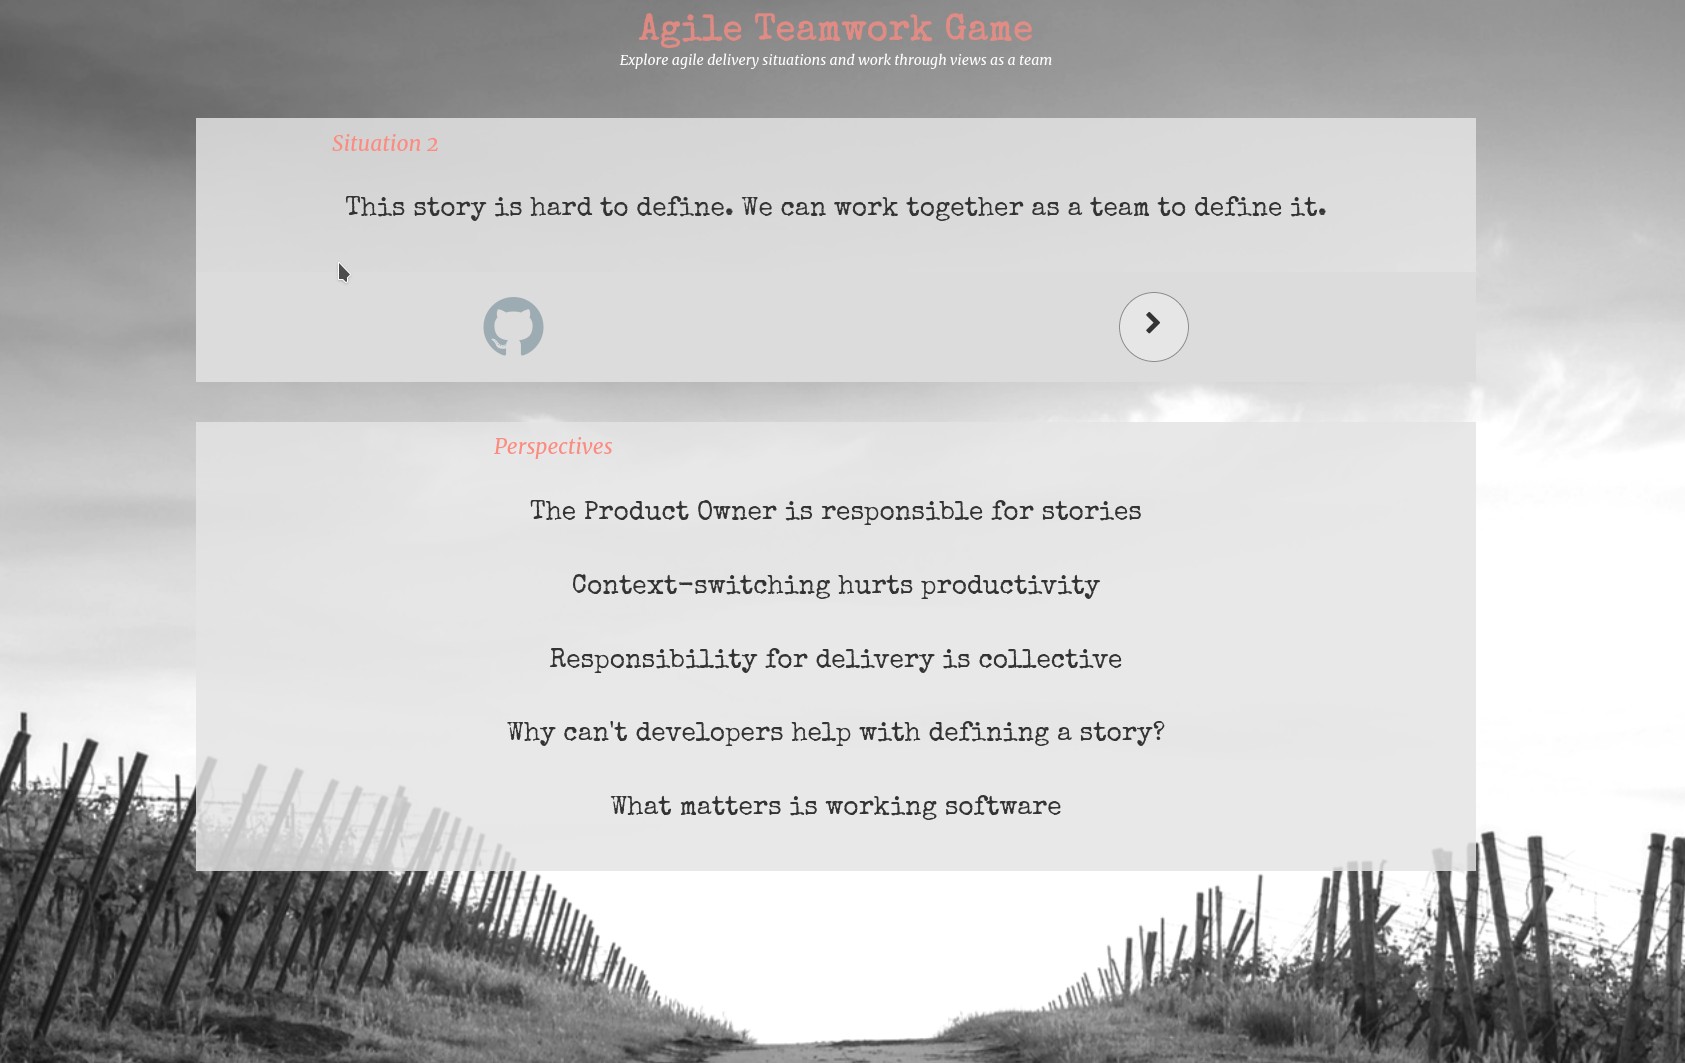 Agile Teamwork Game
Explore agile delivery situations and work through views as a team
Situation 2
This story is hard to define. We can work together as a team to define it.
Perspectives
The Product Owner is responsible for stories
Context-switching hurts productivity
Responsibility for delivery is collective
Why can't developers help with defining a story?
What matters is working software